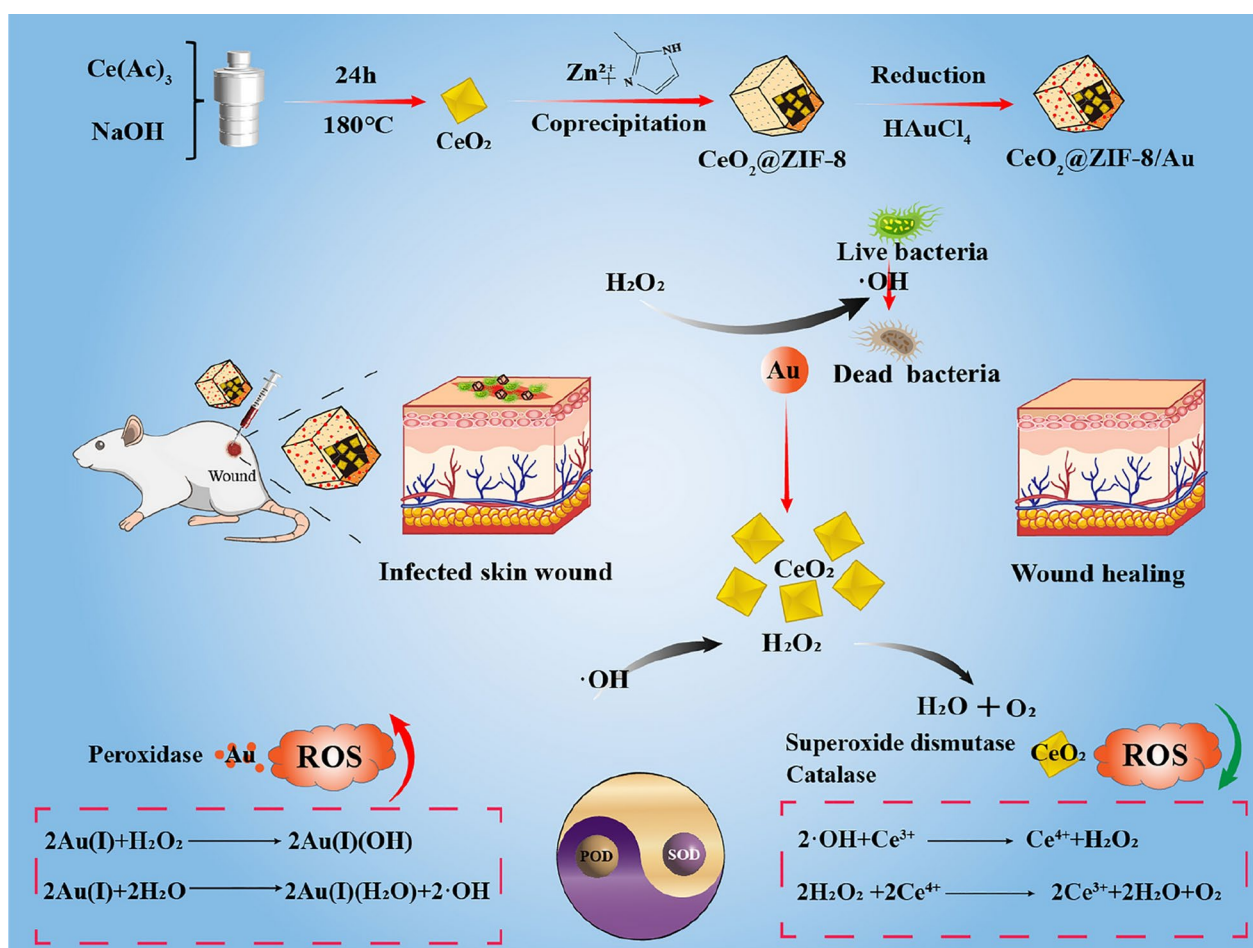 Ce(Ac)₃
NaOH
24h
180℃
CeO₂
Zn²⁺
+
NH
N
Coprecipitation
CeO₂@ZIF-8
Reduction
HAuCl₄
CeO₂@ZIF-8/Au
Live bacteria
H₂O₂
·OH
Au
Dead bacteria
Wound
Infected skin wound
CeO₂
H₂O₂
Wound healing
·OH
H₂O + O₂
Peroxidase Au ROS
Superoxide dismutase
Catalase
CeO₂ ROS
2Au(I)+H₂O₂ → 2Au(I)(OH)
2Au(I)+2H₂O → 2Au(I)(H₂O)+2·OH
POD SOD
2·OH+Ce³⁺ → Ce⁴⁺+H₂O₂
2H₂O₂ +2Ce⁴⁺ → 2Ce³⁺+2H₂O+O₂